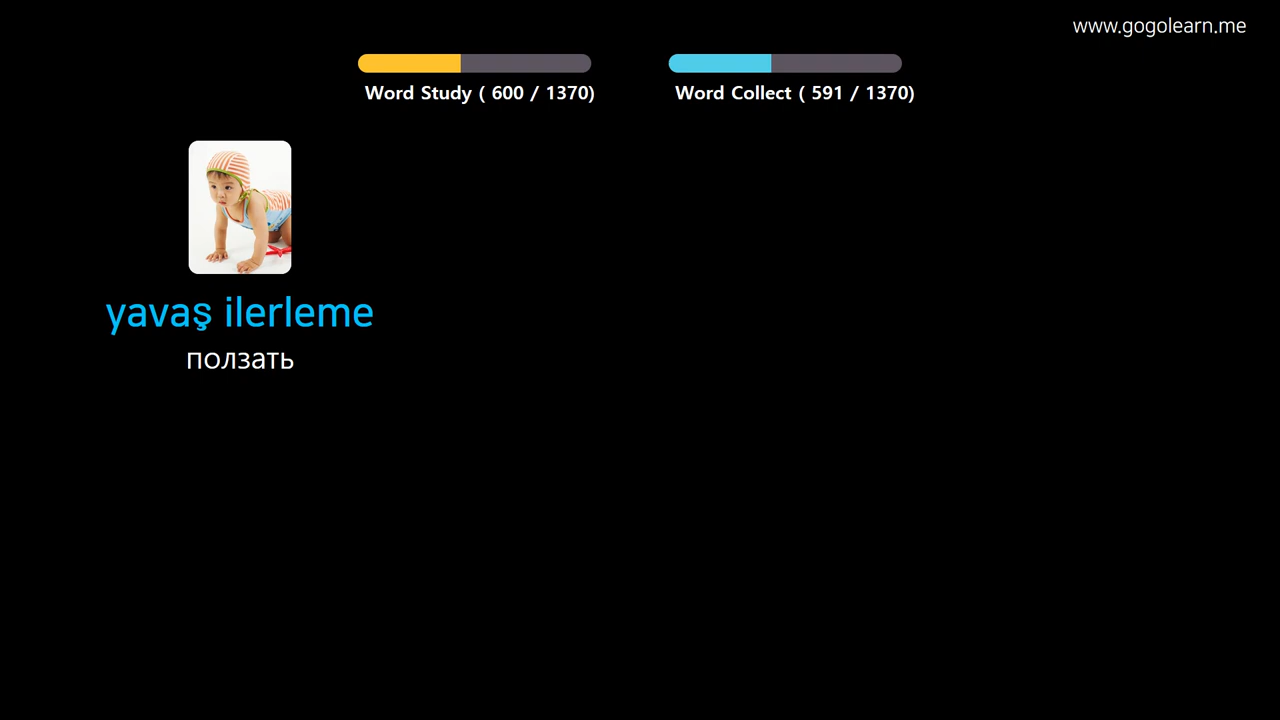 www.gogolearn.me
Word Study ( 600 / 1370)
Word Collect ( 591 / 1370)
yavaş ilerleme
ползать